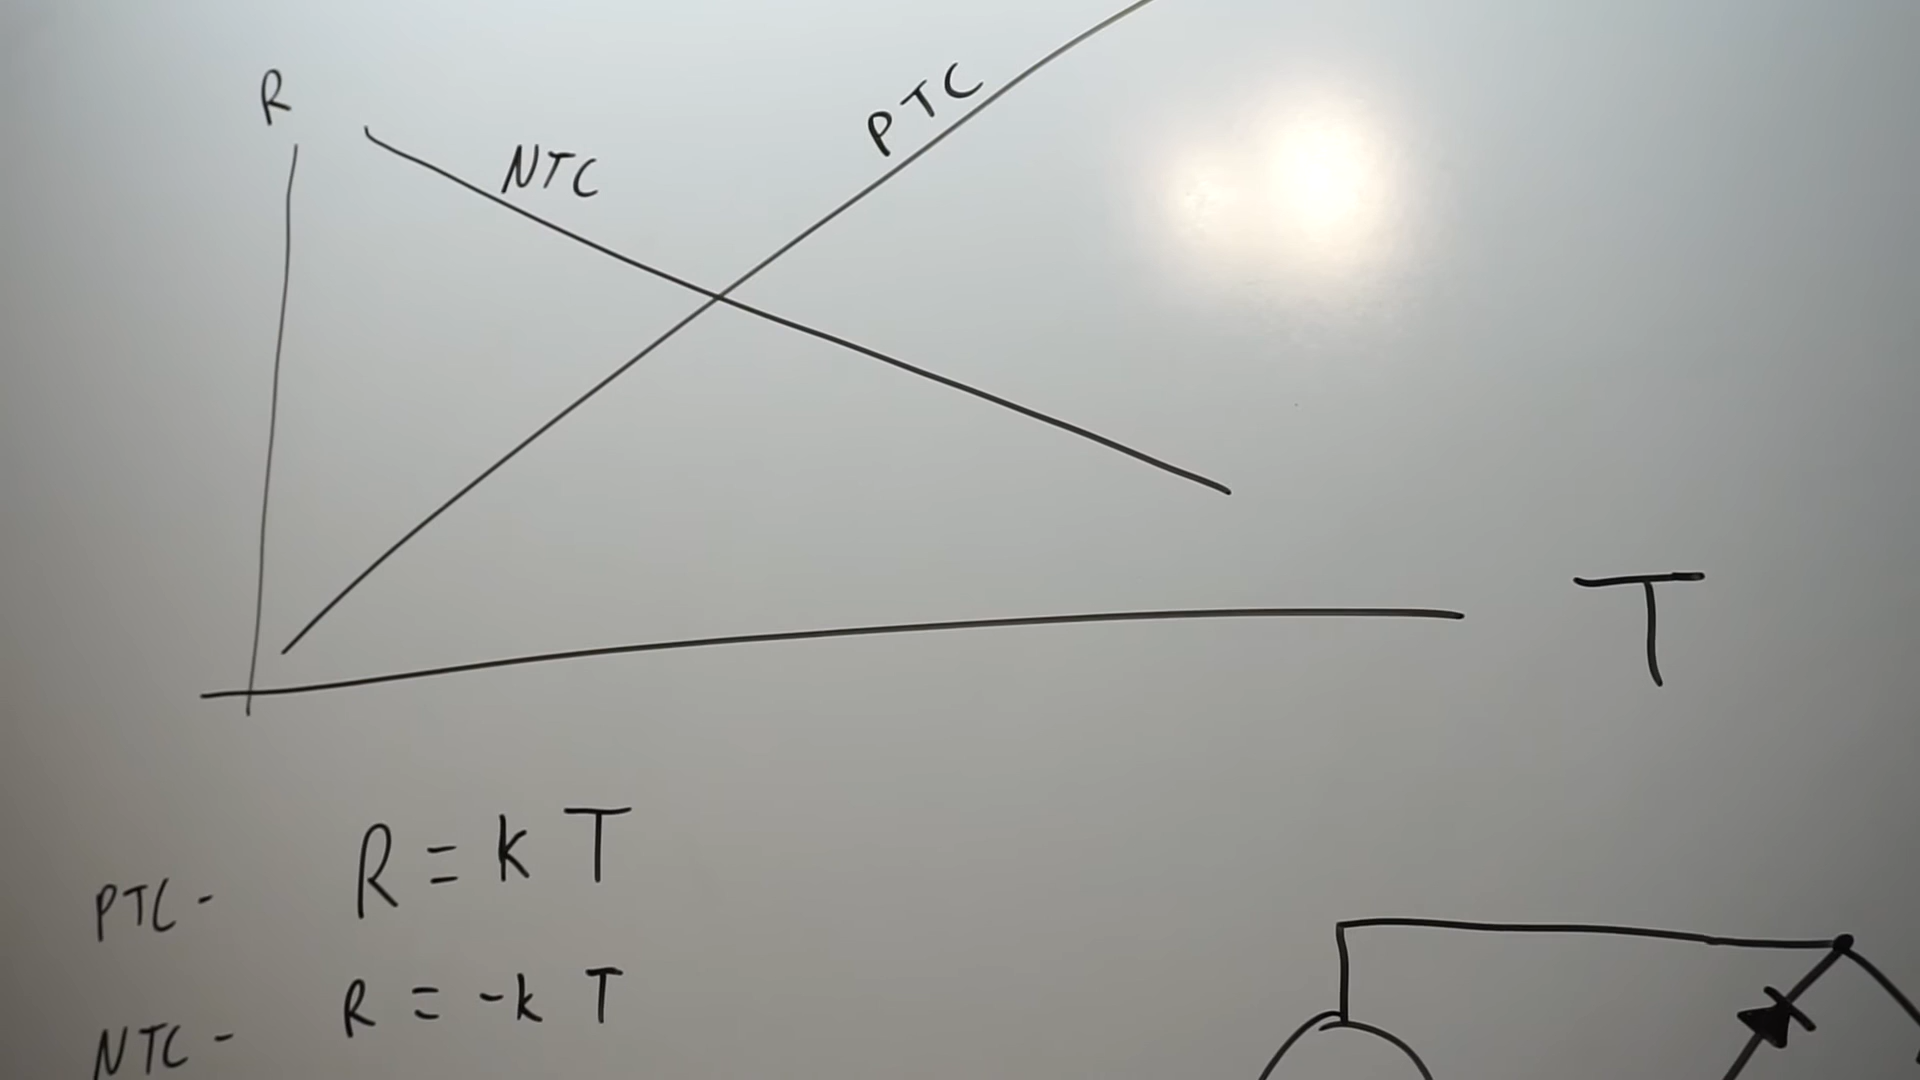 R
NTC
PTC
T
PTC - R = k T
NTC - R = -k T